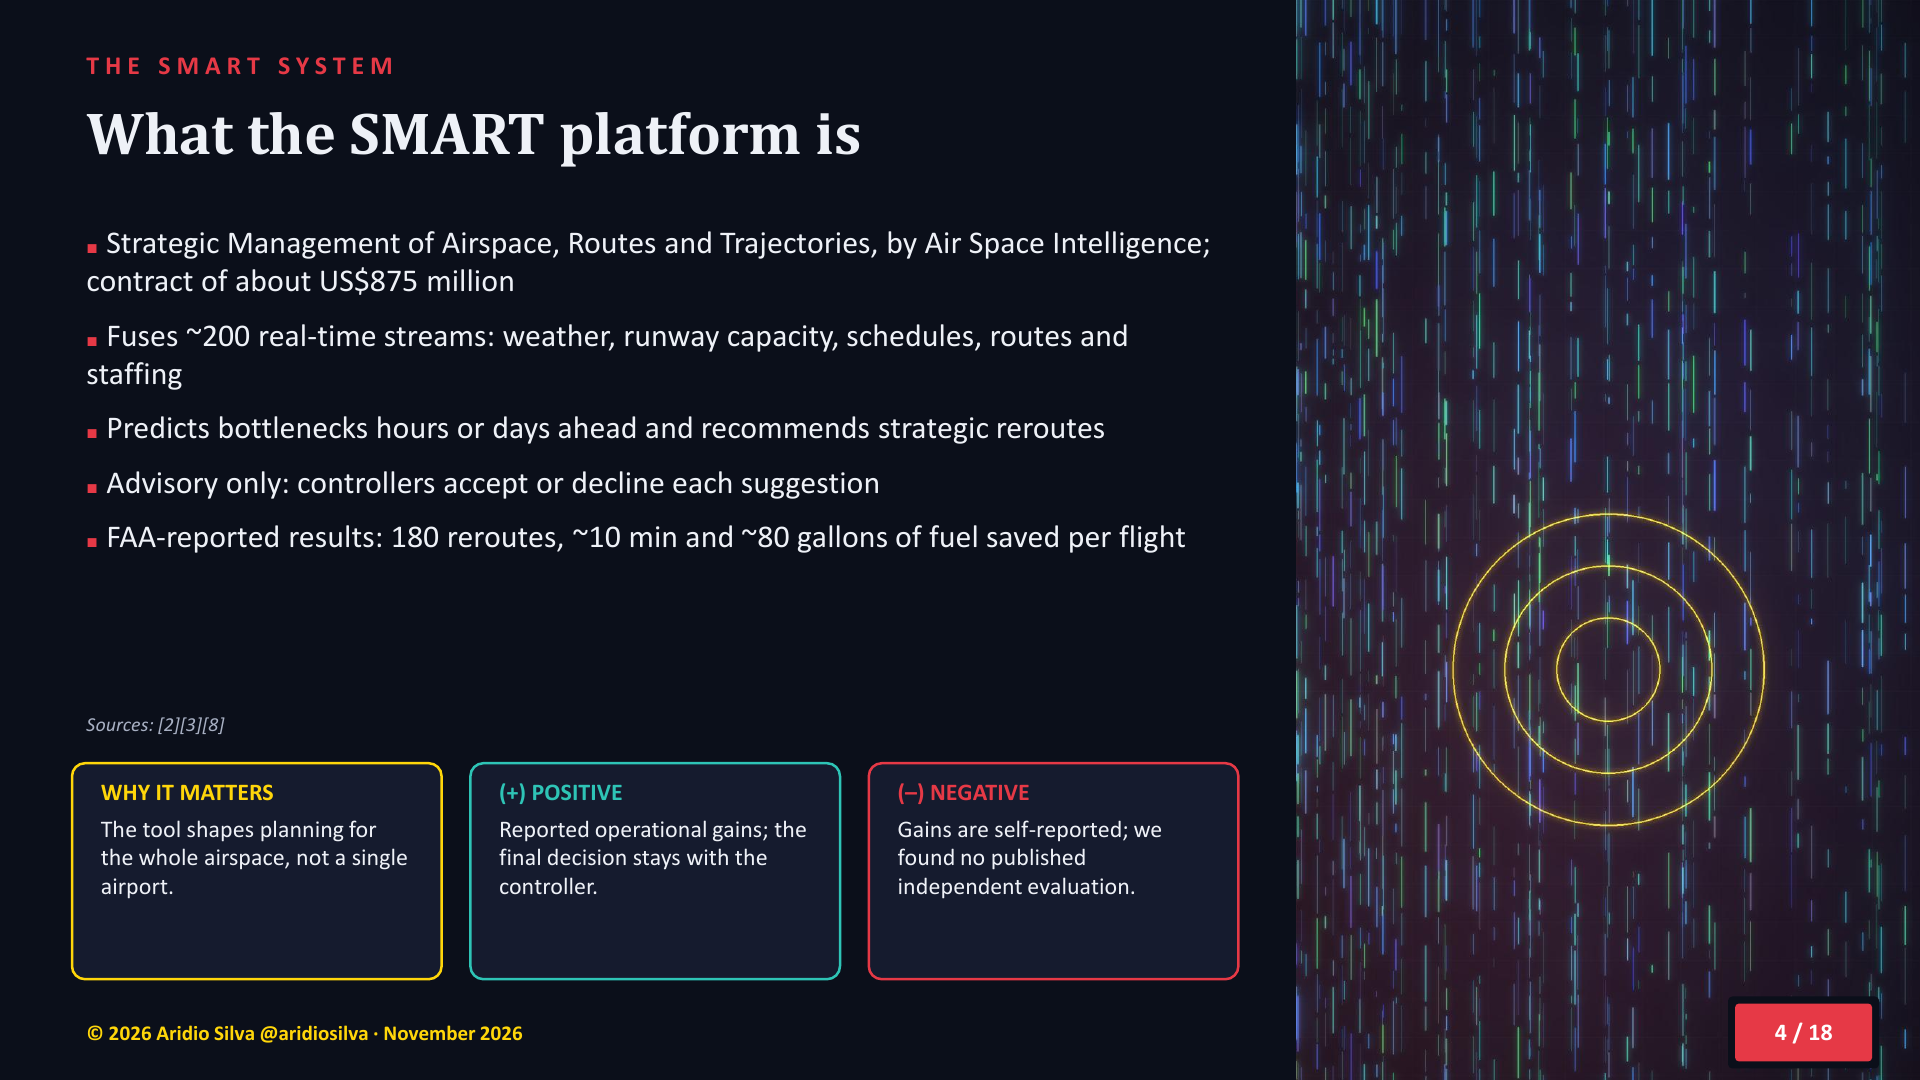 THE SMART SYSTEM
What the SMART platform is
▪ Strategic Management of Airspace, Routes and Trajectories, by Air Space Intelligence;
contract of about US$875 million
▪ Fuses ~200 real-time streams: weather, runway capacity, schedules, routes and
staffing
▪ Predicts bottlenecks hours or days ahead and recommends strategic reroutes
▪ Advisory only: controllers accept or decline each suggestion
▪ FAA-reported results: 180 reroutes, ~10 min and ~80 gallons of fuel saved per flight
Sources: [2][3][8]
WHY IT MATTERS
The tool shapes planning for
the whole airspace, not a single
airport.
(+) POSITIVE
Reported operational gains; the
final decision stays with the
controller.
(–) NEGATIVE
Gains are self-reported; we
found no published
independent evaluation.
© 2026 Aridio Silva @aridiosilva · November 2026
4 / 18